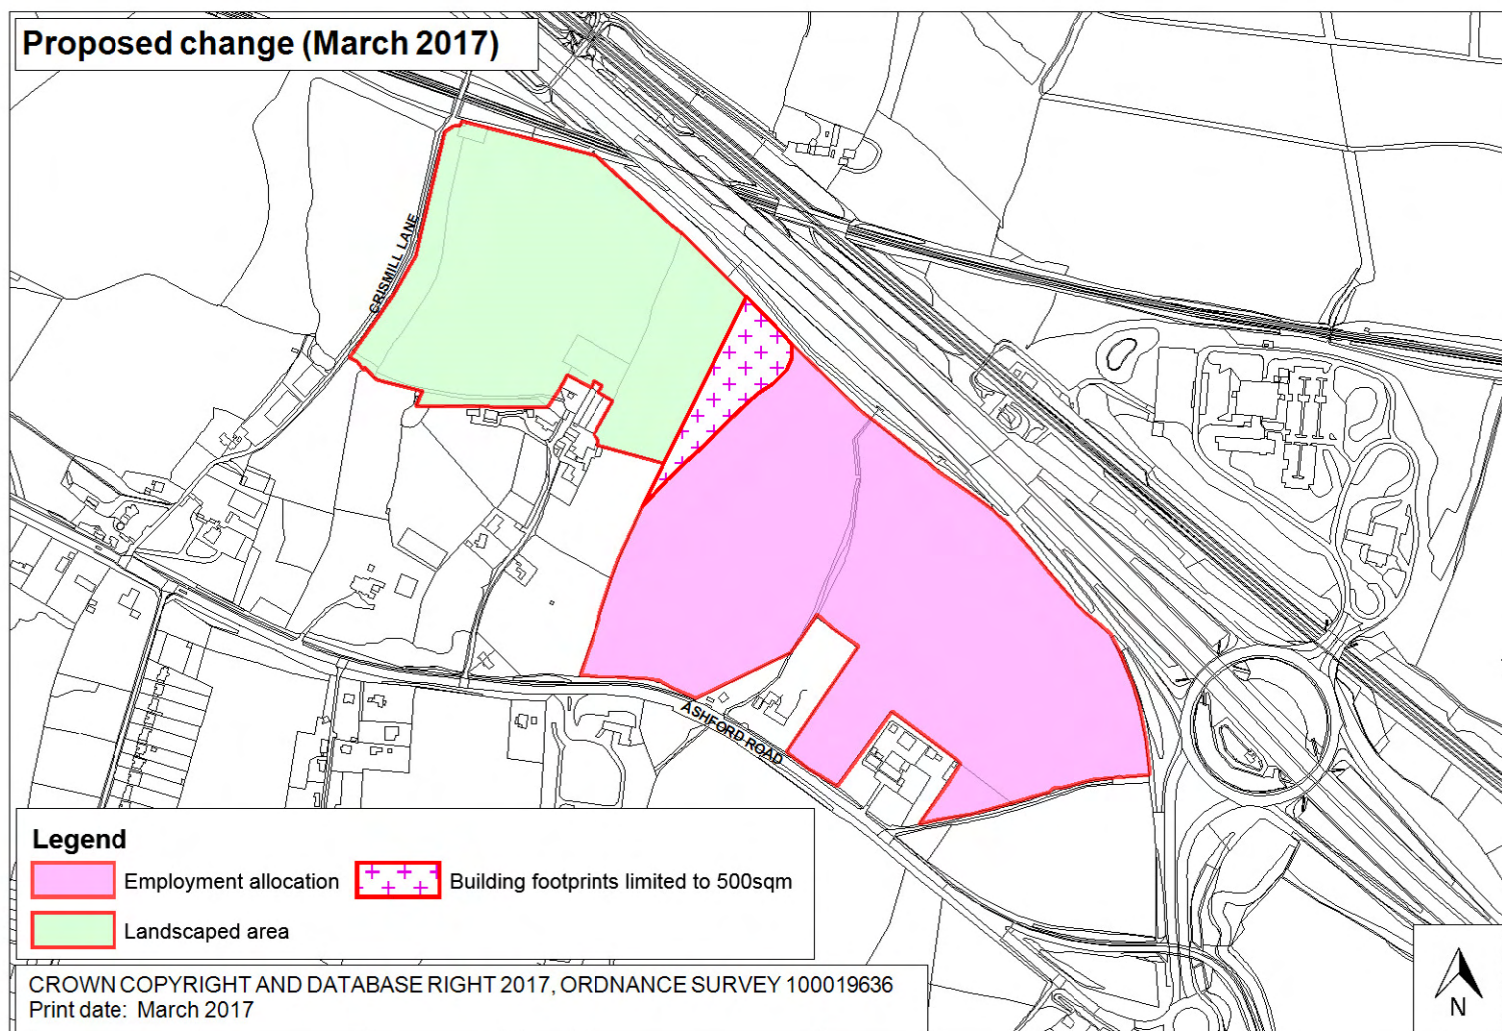 Proposed change (March 2017)
CRISMILL LANE
ASHFORD ROAD
Legend
Employment allocation
Building footprints limited to 500sqm
Landscaped area
CROWN COPYRIGHT AND DATABASE RIGHT 2017, ORDNANCE SURVEY 100019636
Print date: March 2017
N